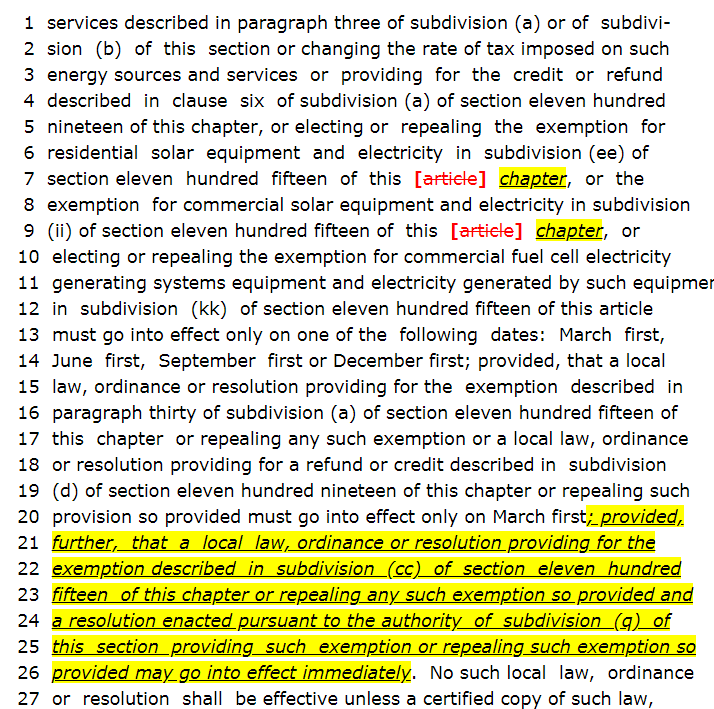 1 services described in paragraph three of subdivision (a) or of subdivi-
2 sion (b) of this section or changing the rate of tax imposed on such
3 energy sources and services or providing for the credit or refund
4 described in clause six of subdivision (a) of section eleven hundred
5 nineteen of this chapter, or electing or repealing the exemption for
6 residential solar equipment and electricity in subdivision (ee) of
7 section eleven hundred fifteen of this [article] chapter, or the
8 exemption for commercial solar equipment and electricity in subdivision
9 (ii) of section eleven hundred fifteen of this [article] chapter, or
10 electing or repealing the exemption for commercial fuel cell electricity
11 generating systems equipment and electricity generated by such equipmer
12 in subdivision (kk) of section eleven hundred fifteen of this article
13 must go into effect only on one of the following dates: March first,
14 June first, September first or December first; provided, that a local
15 law, ordinance or resolution providing for the exemption described in
16 paragraph thirty of subdivision (a) of section eleven hundred fifteen of
17 this chapter or repealing any such exemption or a local law, ordinance
18 or resolution providing for a refund or credit described in subdivision
19 (d) of section eleven hundred nineteen of this chapter or repealing such
20 provision so provided must go into effect only on March first; provided,
21 further, that a local law, ordinance or resolution providing for the
22 exemption described in subdivision (cc) of section eleven hundred
23 fifteen of this chapter or repealing any such exemption so provided and
24 a resolution enacted pursuant to the authority of subdivision (q) of
25 this section providing such exemption or repealing such exemption so
26 provided may go into effect immediately. No such local law, ordinance
27 or resolution shall be effective unless a certified copy of such law,